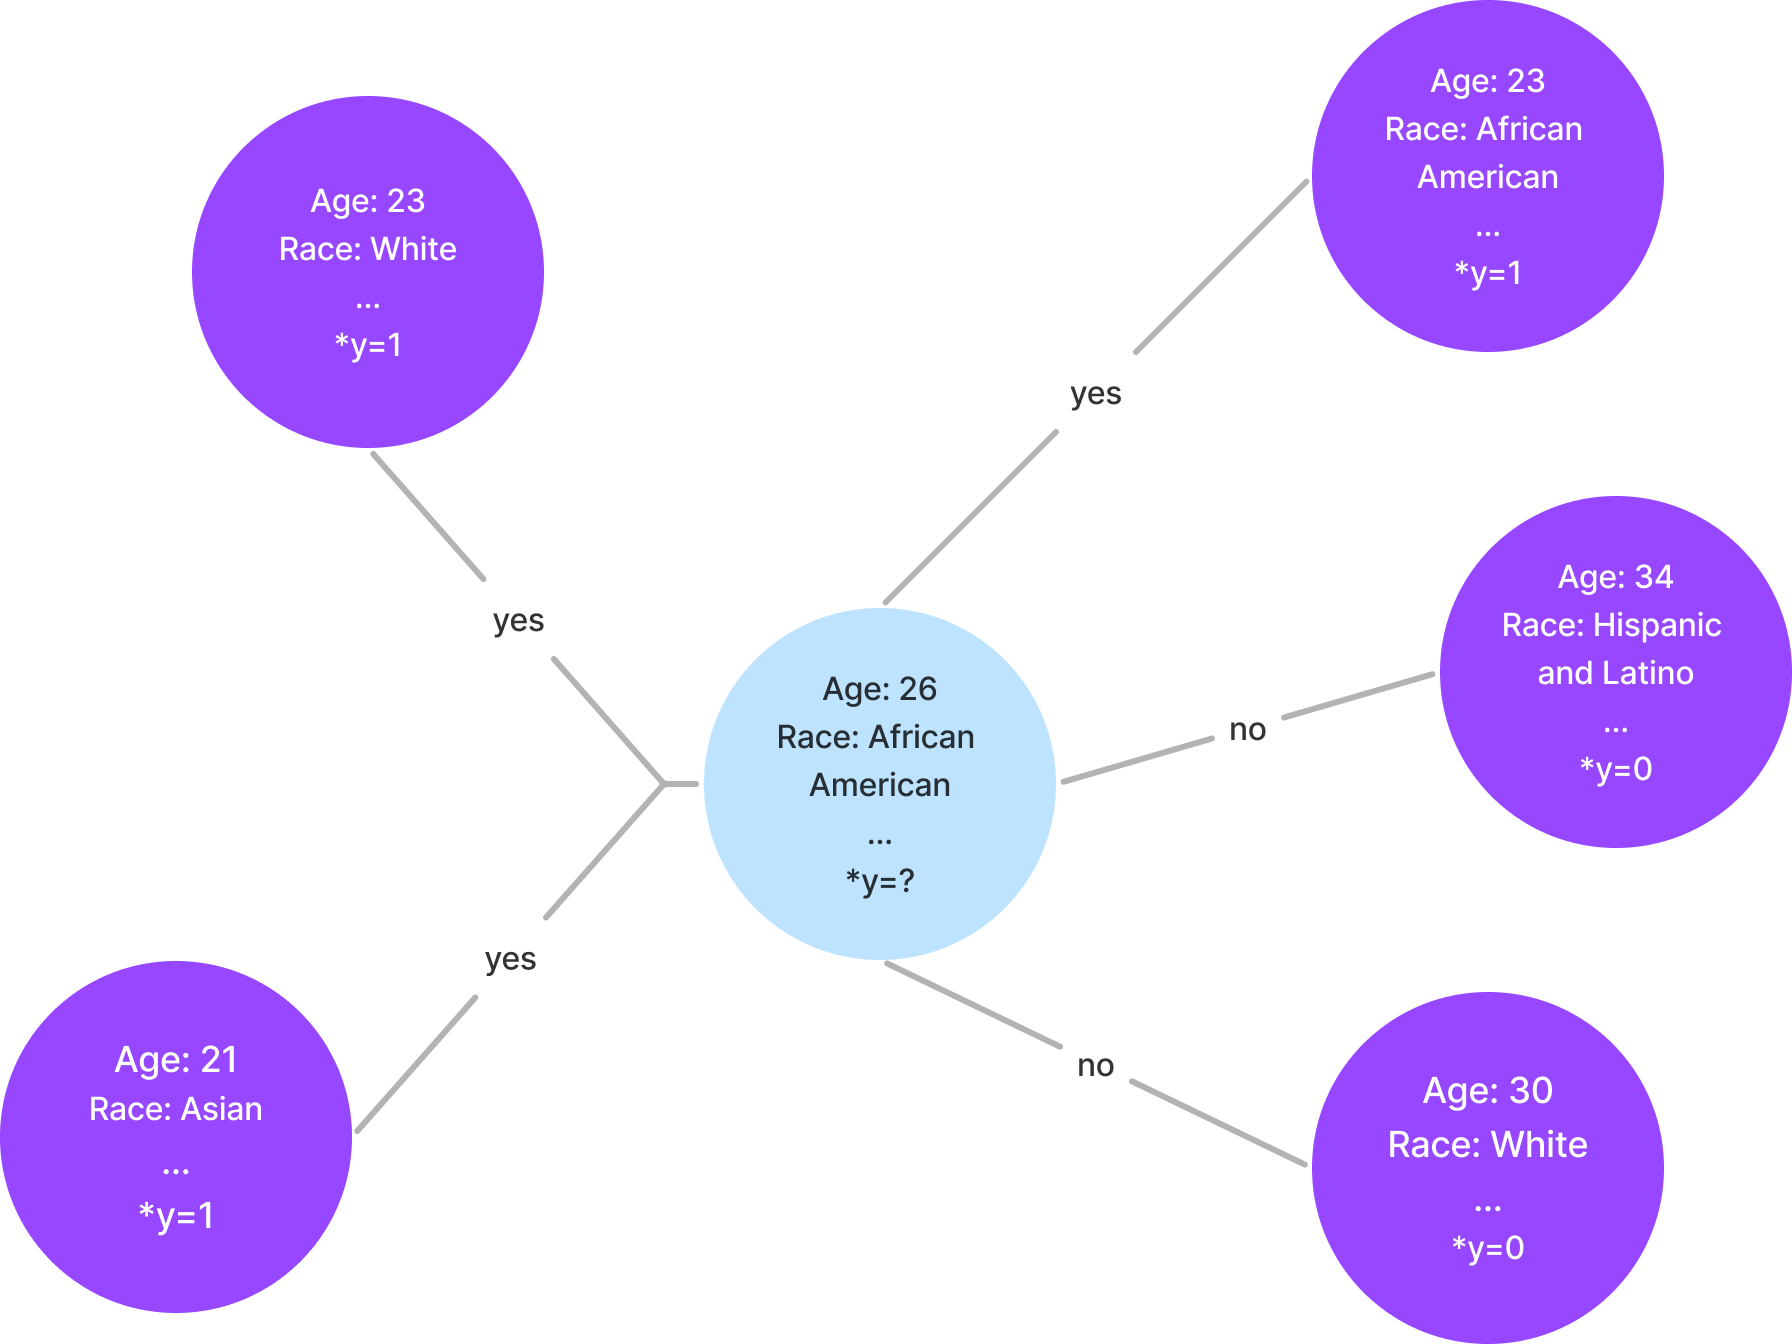 Age: 23
Race: White
...
*y=1
yes
Age: 23
Race: African
American
...
*y=1
yes
Age: 34
Race: Hispanic
and Latino
...
*y=0
no
Age: 26
Race: African
American
...
*y=?
yes
Age: 21
Race: Asian
...
*y=1
no
Age: 30
Race: White
...
*y=0